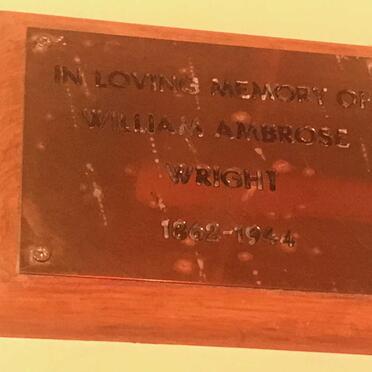 IN LOVING MEMORY OF
WILLIAM AMBROSE
WRIGHT
1862-1944